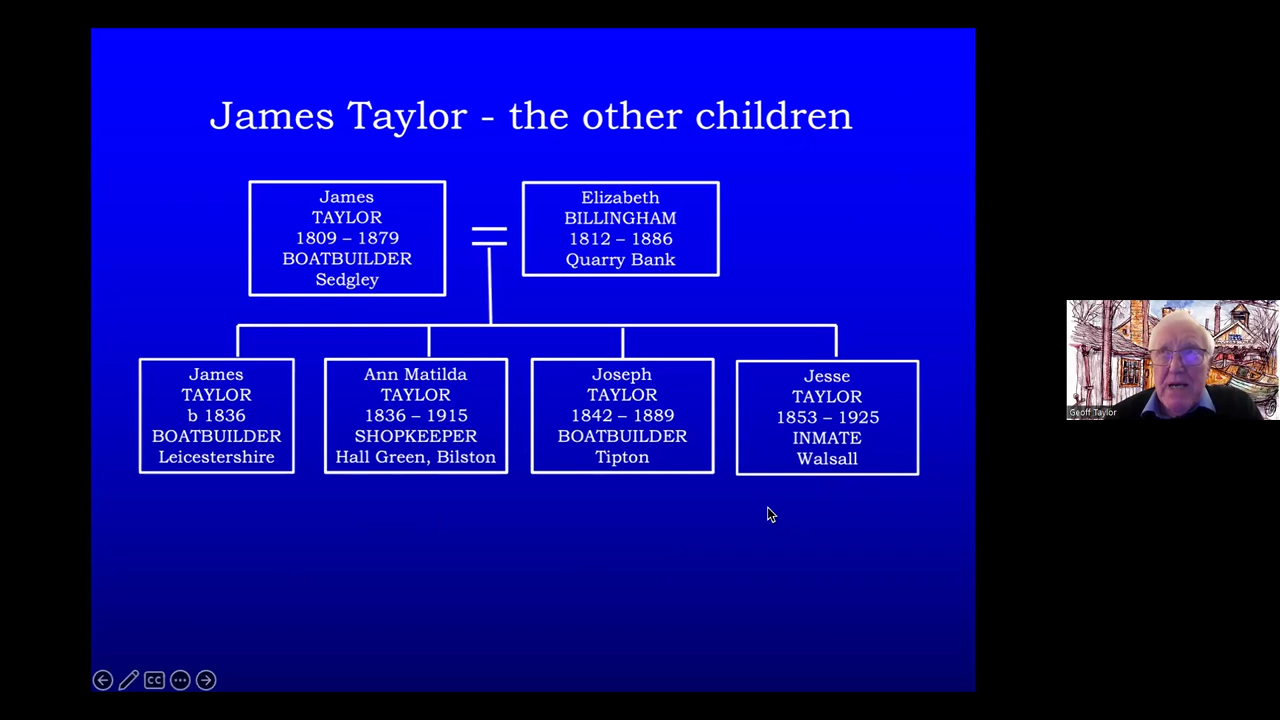 James Taylor - the other children
James
TAYLOR
1809 – 1879
BOATBUILDER
Sedgley
Elizabeth
BILLINGHAM
1812 – 1886
Quarry Bank
James
TAYLOR
b 1836
BOATBUILDER
Leicestershire
Ann Matilda
TAYLOR
1836 – 1915
SHOPKEEPER
Hall Green, Bilston
Joseph
TAYLOR
1842 – 1889
BOATBUILDER
Tipton
Jesse
TAYLOR
1853 – 1925
INMATE
Walsall
Geoff Taylor
CC